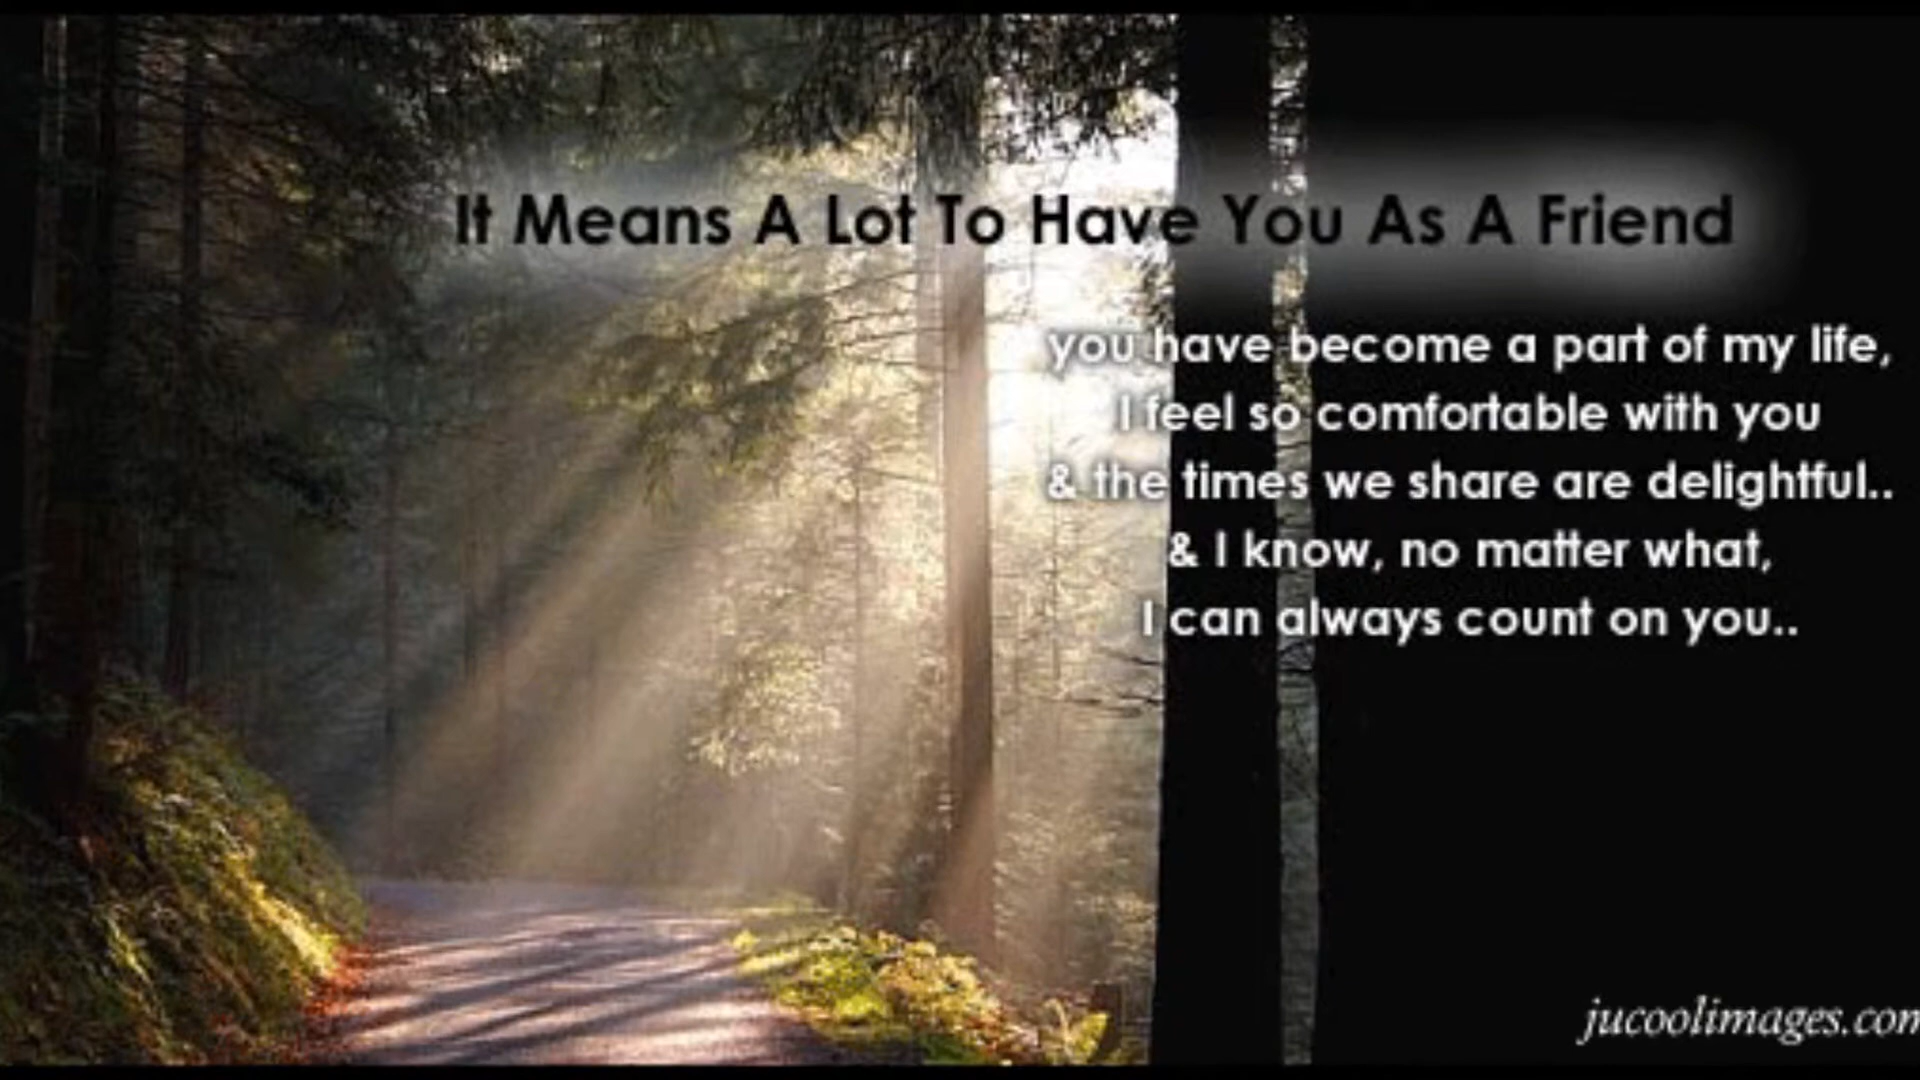 It Means A Lot To Have You As A Friend
you have become a part of my life,
I feel so comfortable with you
& the times we share are delightful..
& I know, no matter what,
I can always count on you..
jucoolimages.com